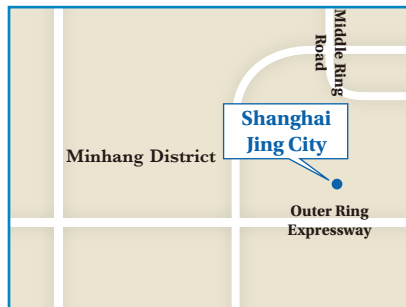 Middle Ring
Road
Shanghai
Jing City
Minhang District
Outer Ring
Expressway